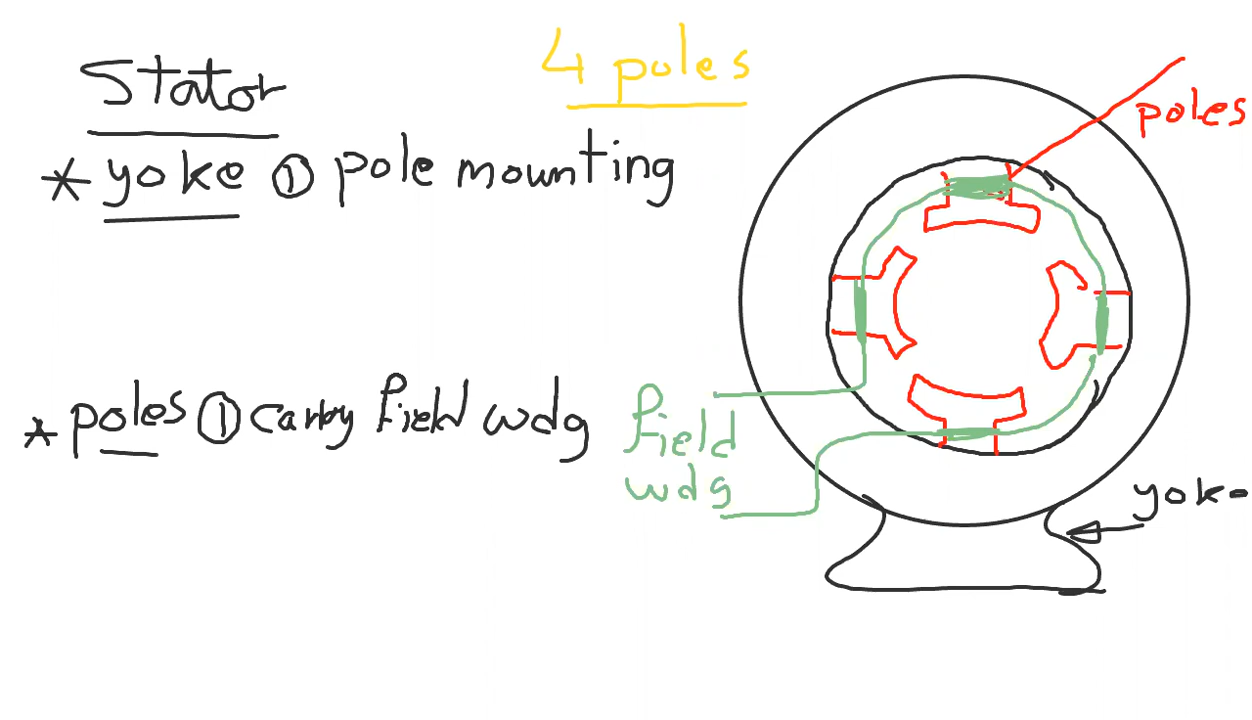 Stator
4 poles
poles
* yoke ① pole mounting
* poles ① carry field wdg
field
wdg
yoke